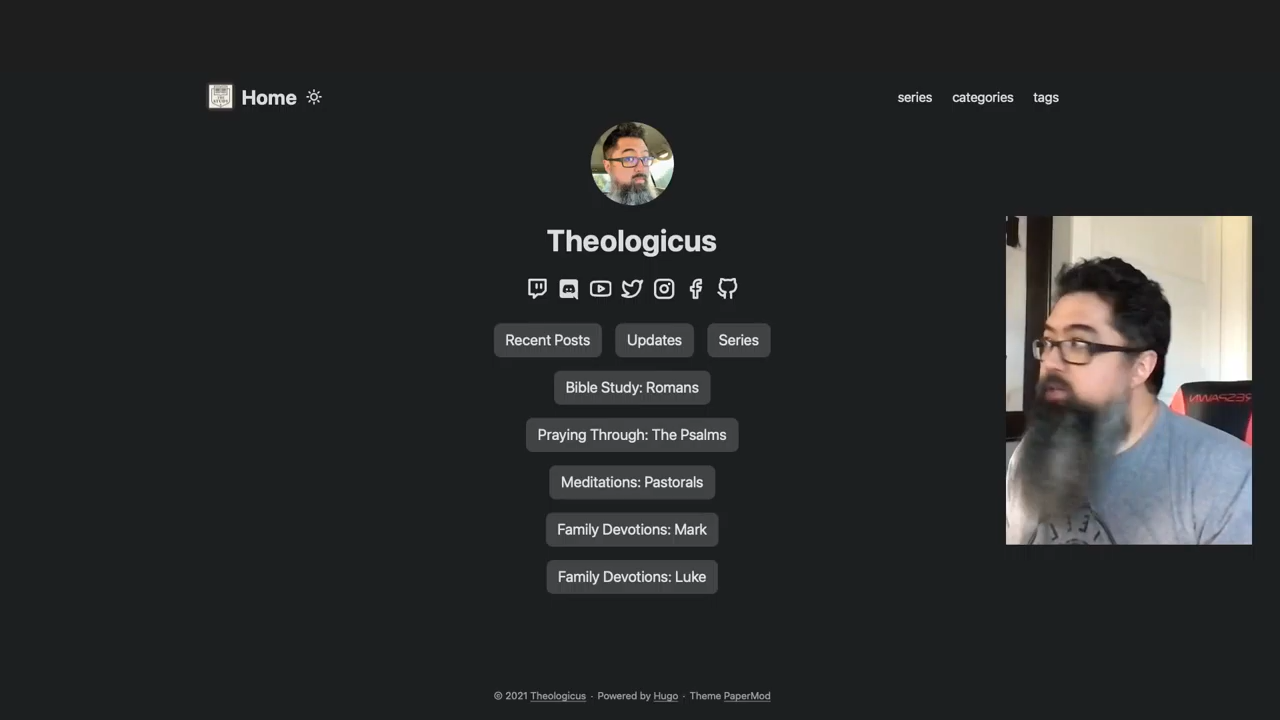 Home
series categories tags
Theologicus
Recent Posts Updates Series
Bible Study: Romans
Praying Through: The Psalms
Meditations: Pastorals
Family Devotions: Mark
Family Devotions: Luke
© 2021 Theologicus · Powered by Hugo · Theme PaperMod
RESPAWN